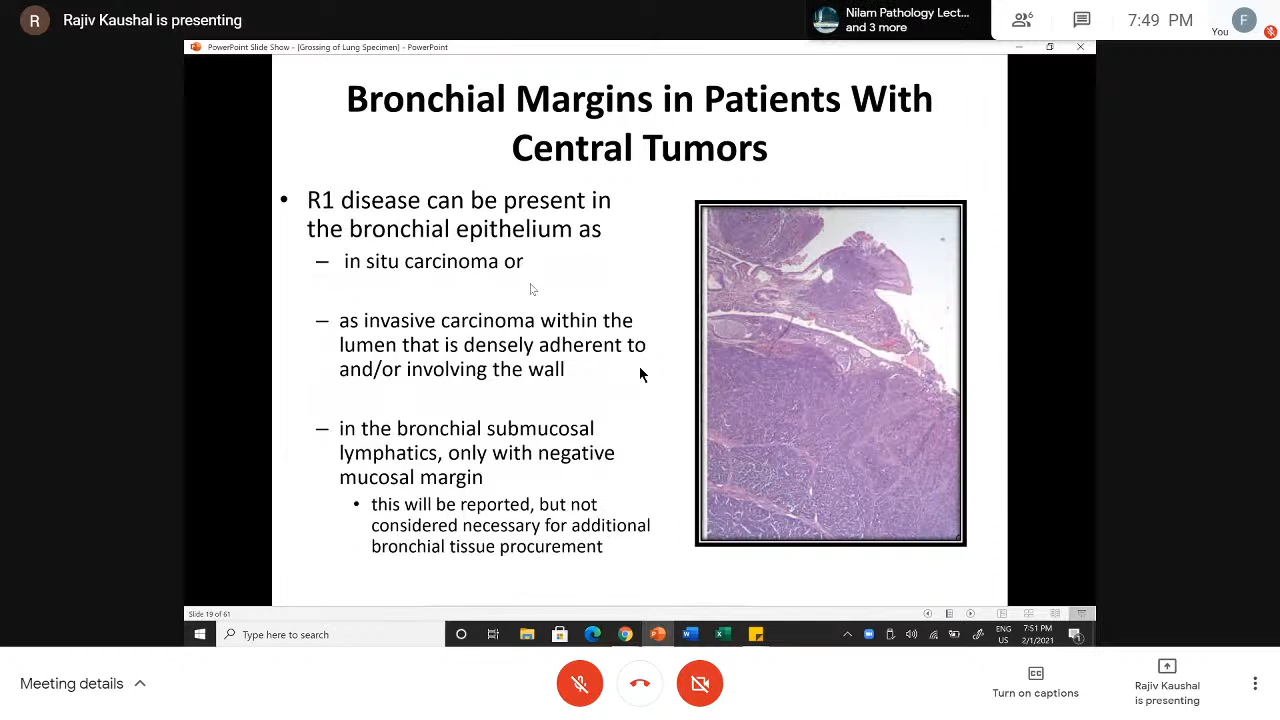 R
Rajiv Kaushal is presenting
Nilam Pathology Lect...
and 3 more
6
7:49 PM
You
F
PowerPoint Slide Show - [Grossing of Lung Specimen] - PowerPoint
Bronchial Margins in Patients With
Central Tumors
• R1 disease can be present in
the bronchial epithelium as
– in situ carcinoma or
– as invasive carcinoma within the
lumen that is densely adherent to
and/or involving the wall
– in the bronchial submucosal
lymphatics, only with negative
mucosal margin
• this will be reported, but not
considered necessary for additional
bronchial tissue procurement
Slide 19 of 61
Type here to search
ENG
US
7:51 PM
2/1/2021
1
Meeting details
CC
Turn on captions
Rajiv Kaushal
is presenting